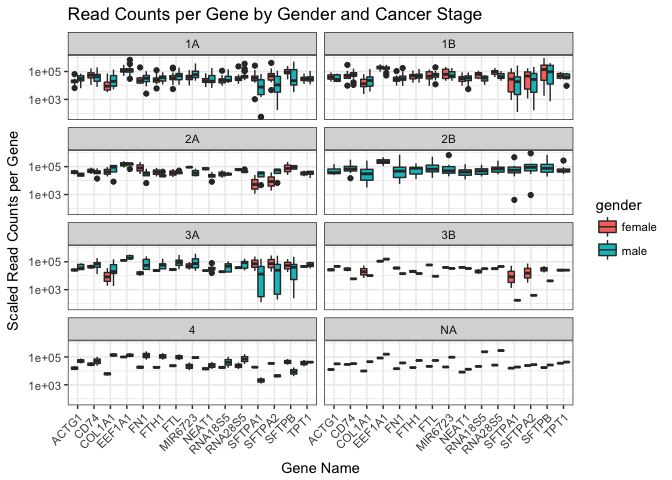 Read Counts per Gene by Gender and Cancer Stage
1A
1B
1e+05
1e+03
2A
2B
1e+05
1e+03
3A
3B
1e+05
1e+03
4
NA
1e+05
1e+03
ACTG1
CD74
COL1A1
EEF1A1
FN1
FTH1
FTL
MIR6723
NEAT1
RNA18S5
RNA28S5
SFTPA1
SFTPA2
SFTPB
TPT1
ACTG1
CD74
COL1A1
EEF1A1
FN1
FTH1
FTL
MIR6723
NEAT1
RNA18S5
RNA28S5
SFTPA1
SFTPA2
SFTPB
TPT1
Gene Name
Scaled Read Counts per Gene
gender
female
male